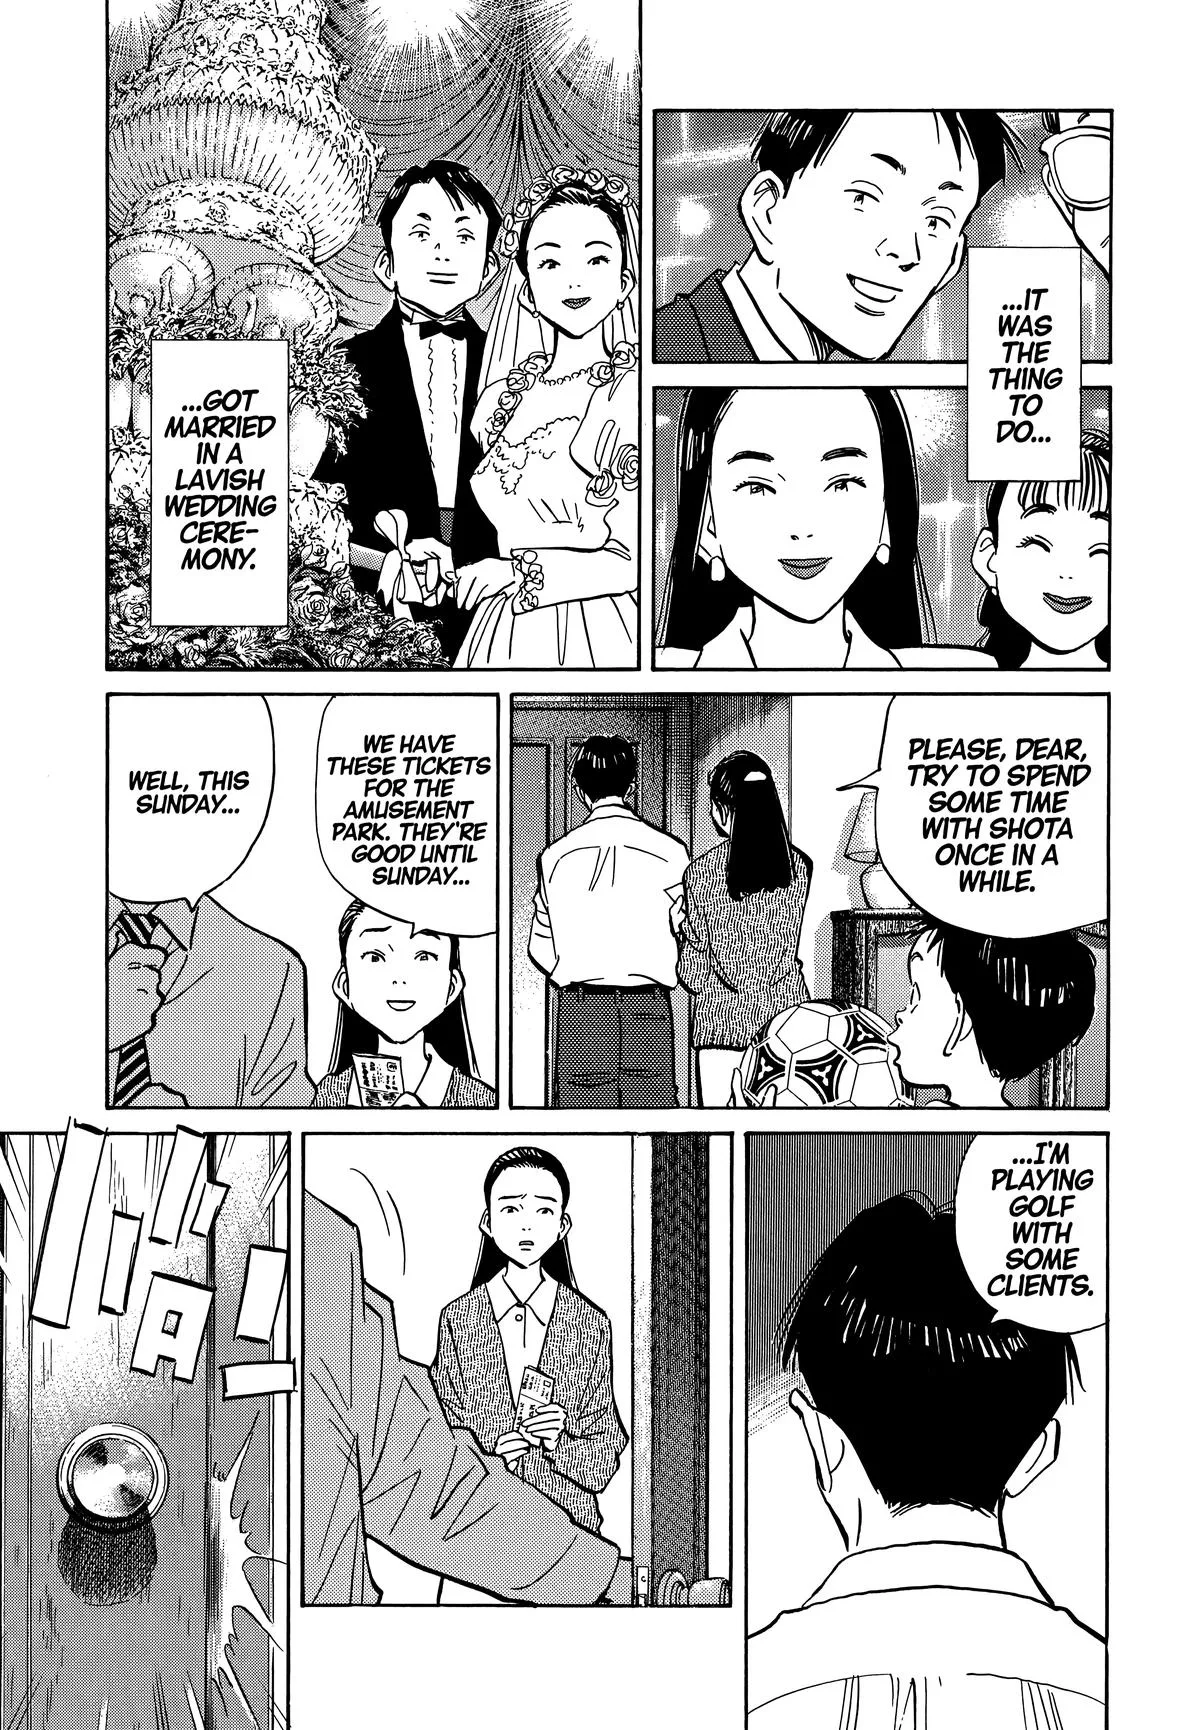 ...IT
WAS
THE
THING
TO
DO...
...GOT
MARRIED
IN A
LAVISH
WEDDING
CERE-
MONY.
PLEASE, DEAR,
TRY TO SPEND
SOME TIME
WITH SHOTA
ONCE IN A
WHILE.
WE HAVE
THESE TICKETS
FOR THE
AMUSEMENT
PARK. THEY'RE
GOOD UNTIL
SUNDAY...
WELL, THIS
SUNDAY...
...I'M
PLAYING
GOLF
WITH
SOME
CLIENTS.